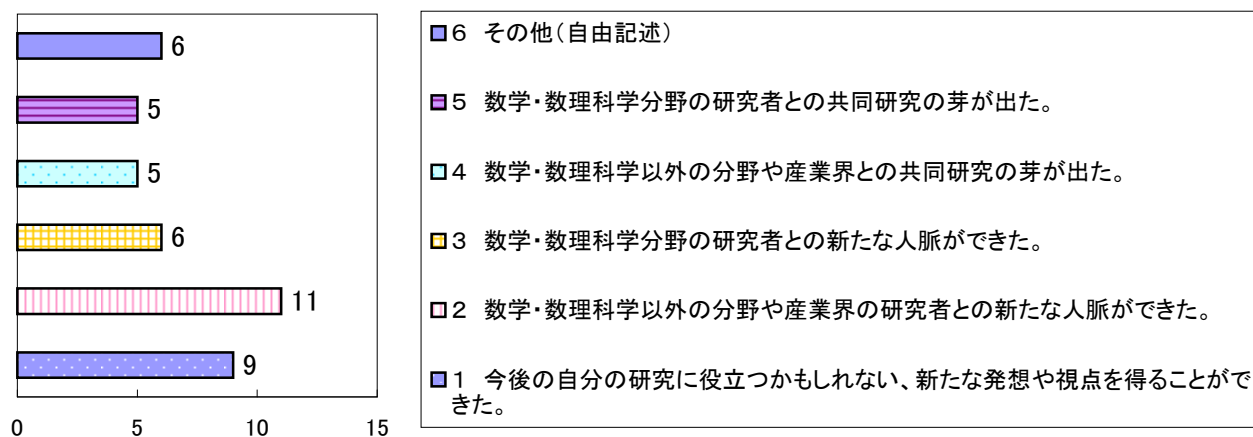 6
5
5
6
11
9
0 5 10 15
6 その他(自由記述)
5 数学・数理科学分野の研究者との共同研究の芽が出た。
4 数学・数理科学以外の分野や産業界との共同研究の芽が出た。
3 数学・数理科学分野の研究者との新たな人脈ができた。
2 数学・数理科学以外の分野や産業界の研究者との新たな人脈ができた。
1 今後の自分の研究に役立つかもしれない、新たな発想や視点を得ることがで
きた。